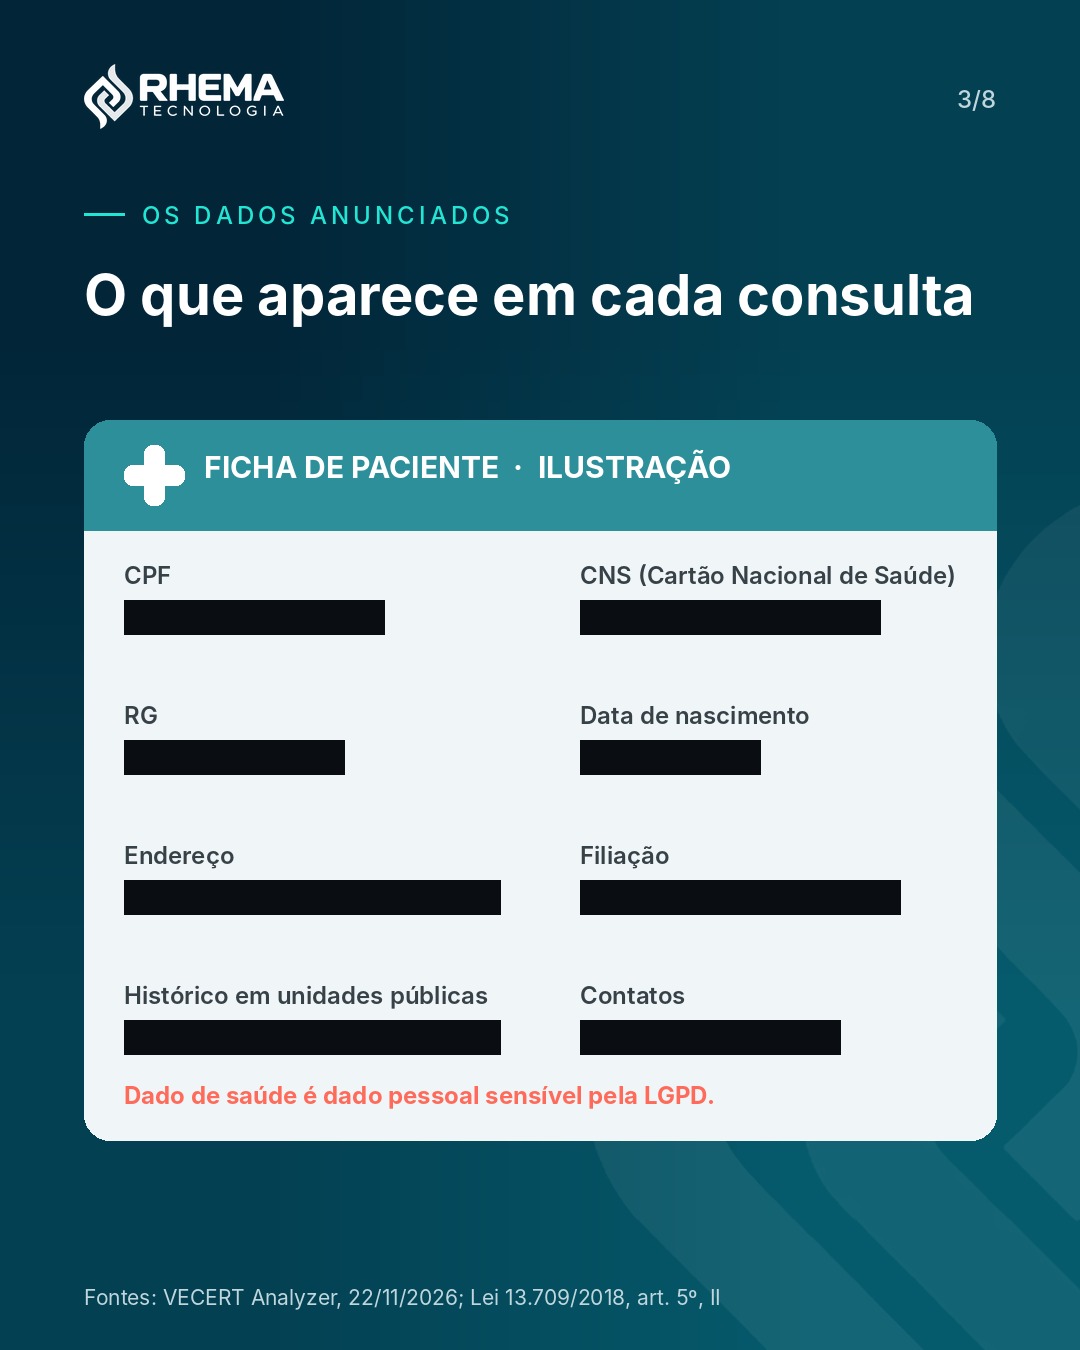 RHEMA
TECNOLOGIA
3/8
OS DADOS ANUNCIADOS
O que aparece em cada consulta
FICHA DE PACIENTE · ILUSTRAÇÃO
CPF
CNS (Cartão Nacional de Saúde)
RG
Data de nascimento
Endereço
Filiação
Histórico em unidades públicas
Contatos
Dado de saúde é dado pessoal sensível pela LGPD.
Fontes: VECERT Analyzer, 22/11/2026; Lei 13.709/2018, art. 5º, II